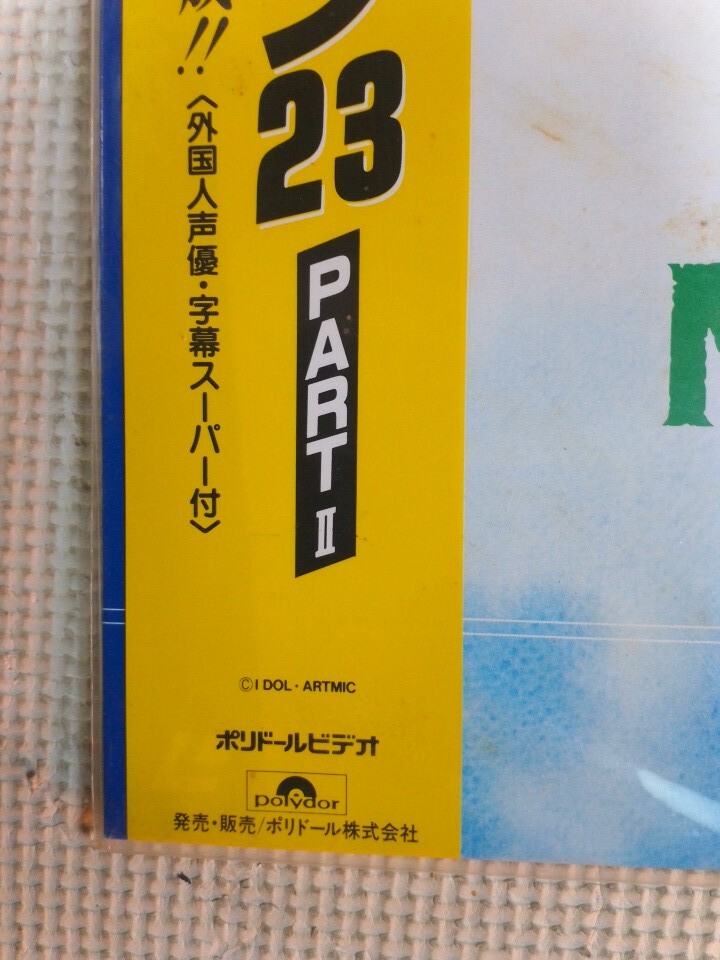 23
PART II
!!〈外国人声優・字幕スーパー付〉
©IDOL・ARTMIC
ポリドールビデオ
polydor
発売・販売/ポリドール株式会社